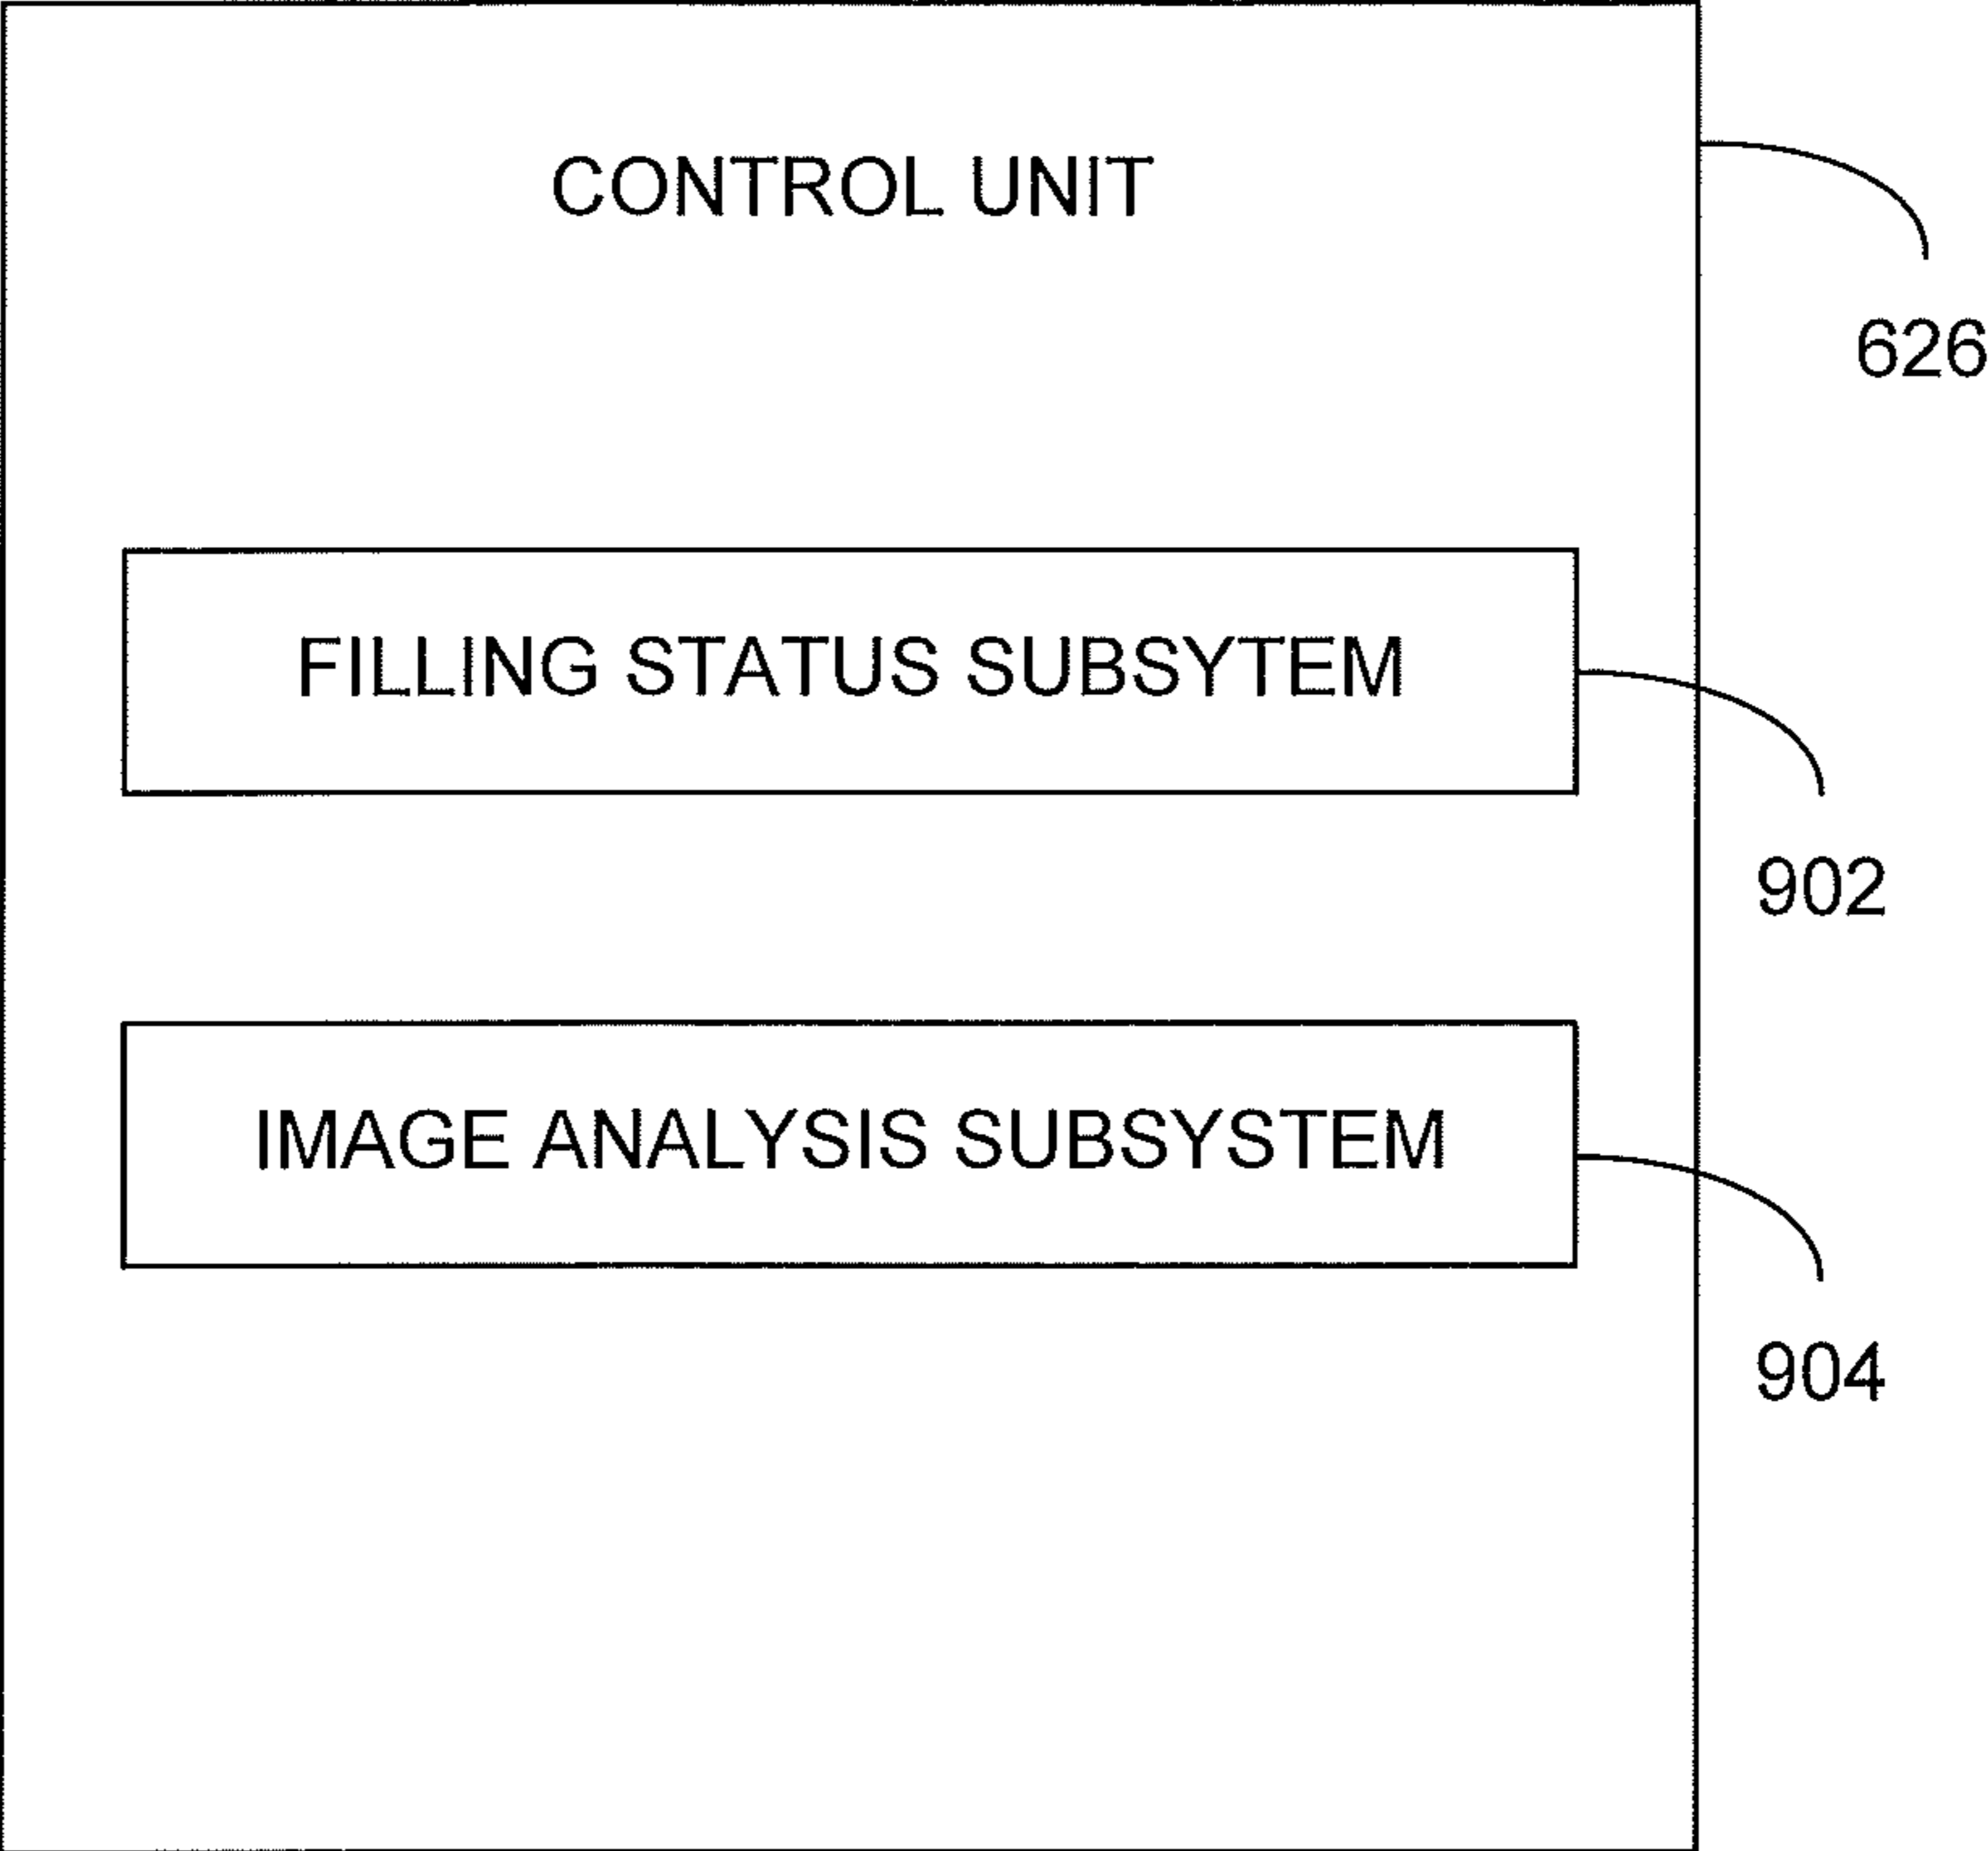 CONTROL UNIT
626
FILLING STATUS SUBSYTEM
902
IMAGE ANALYSIS SUBSYSTEM
904